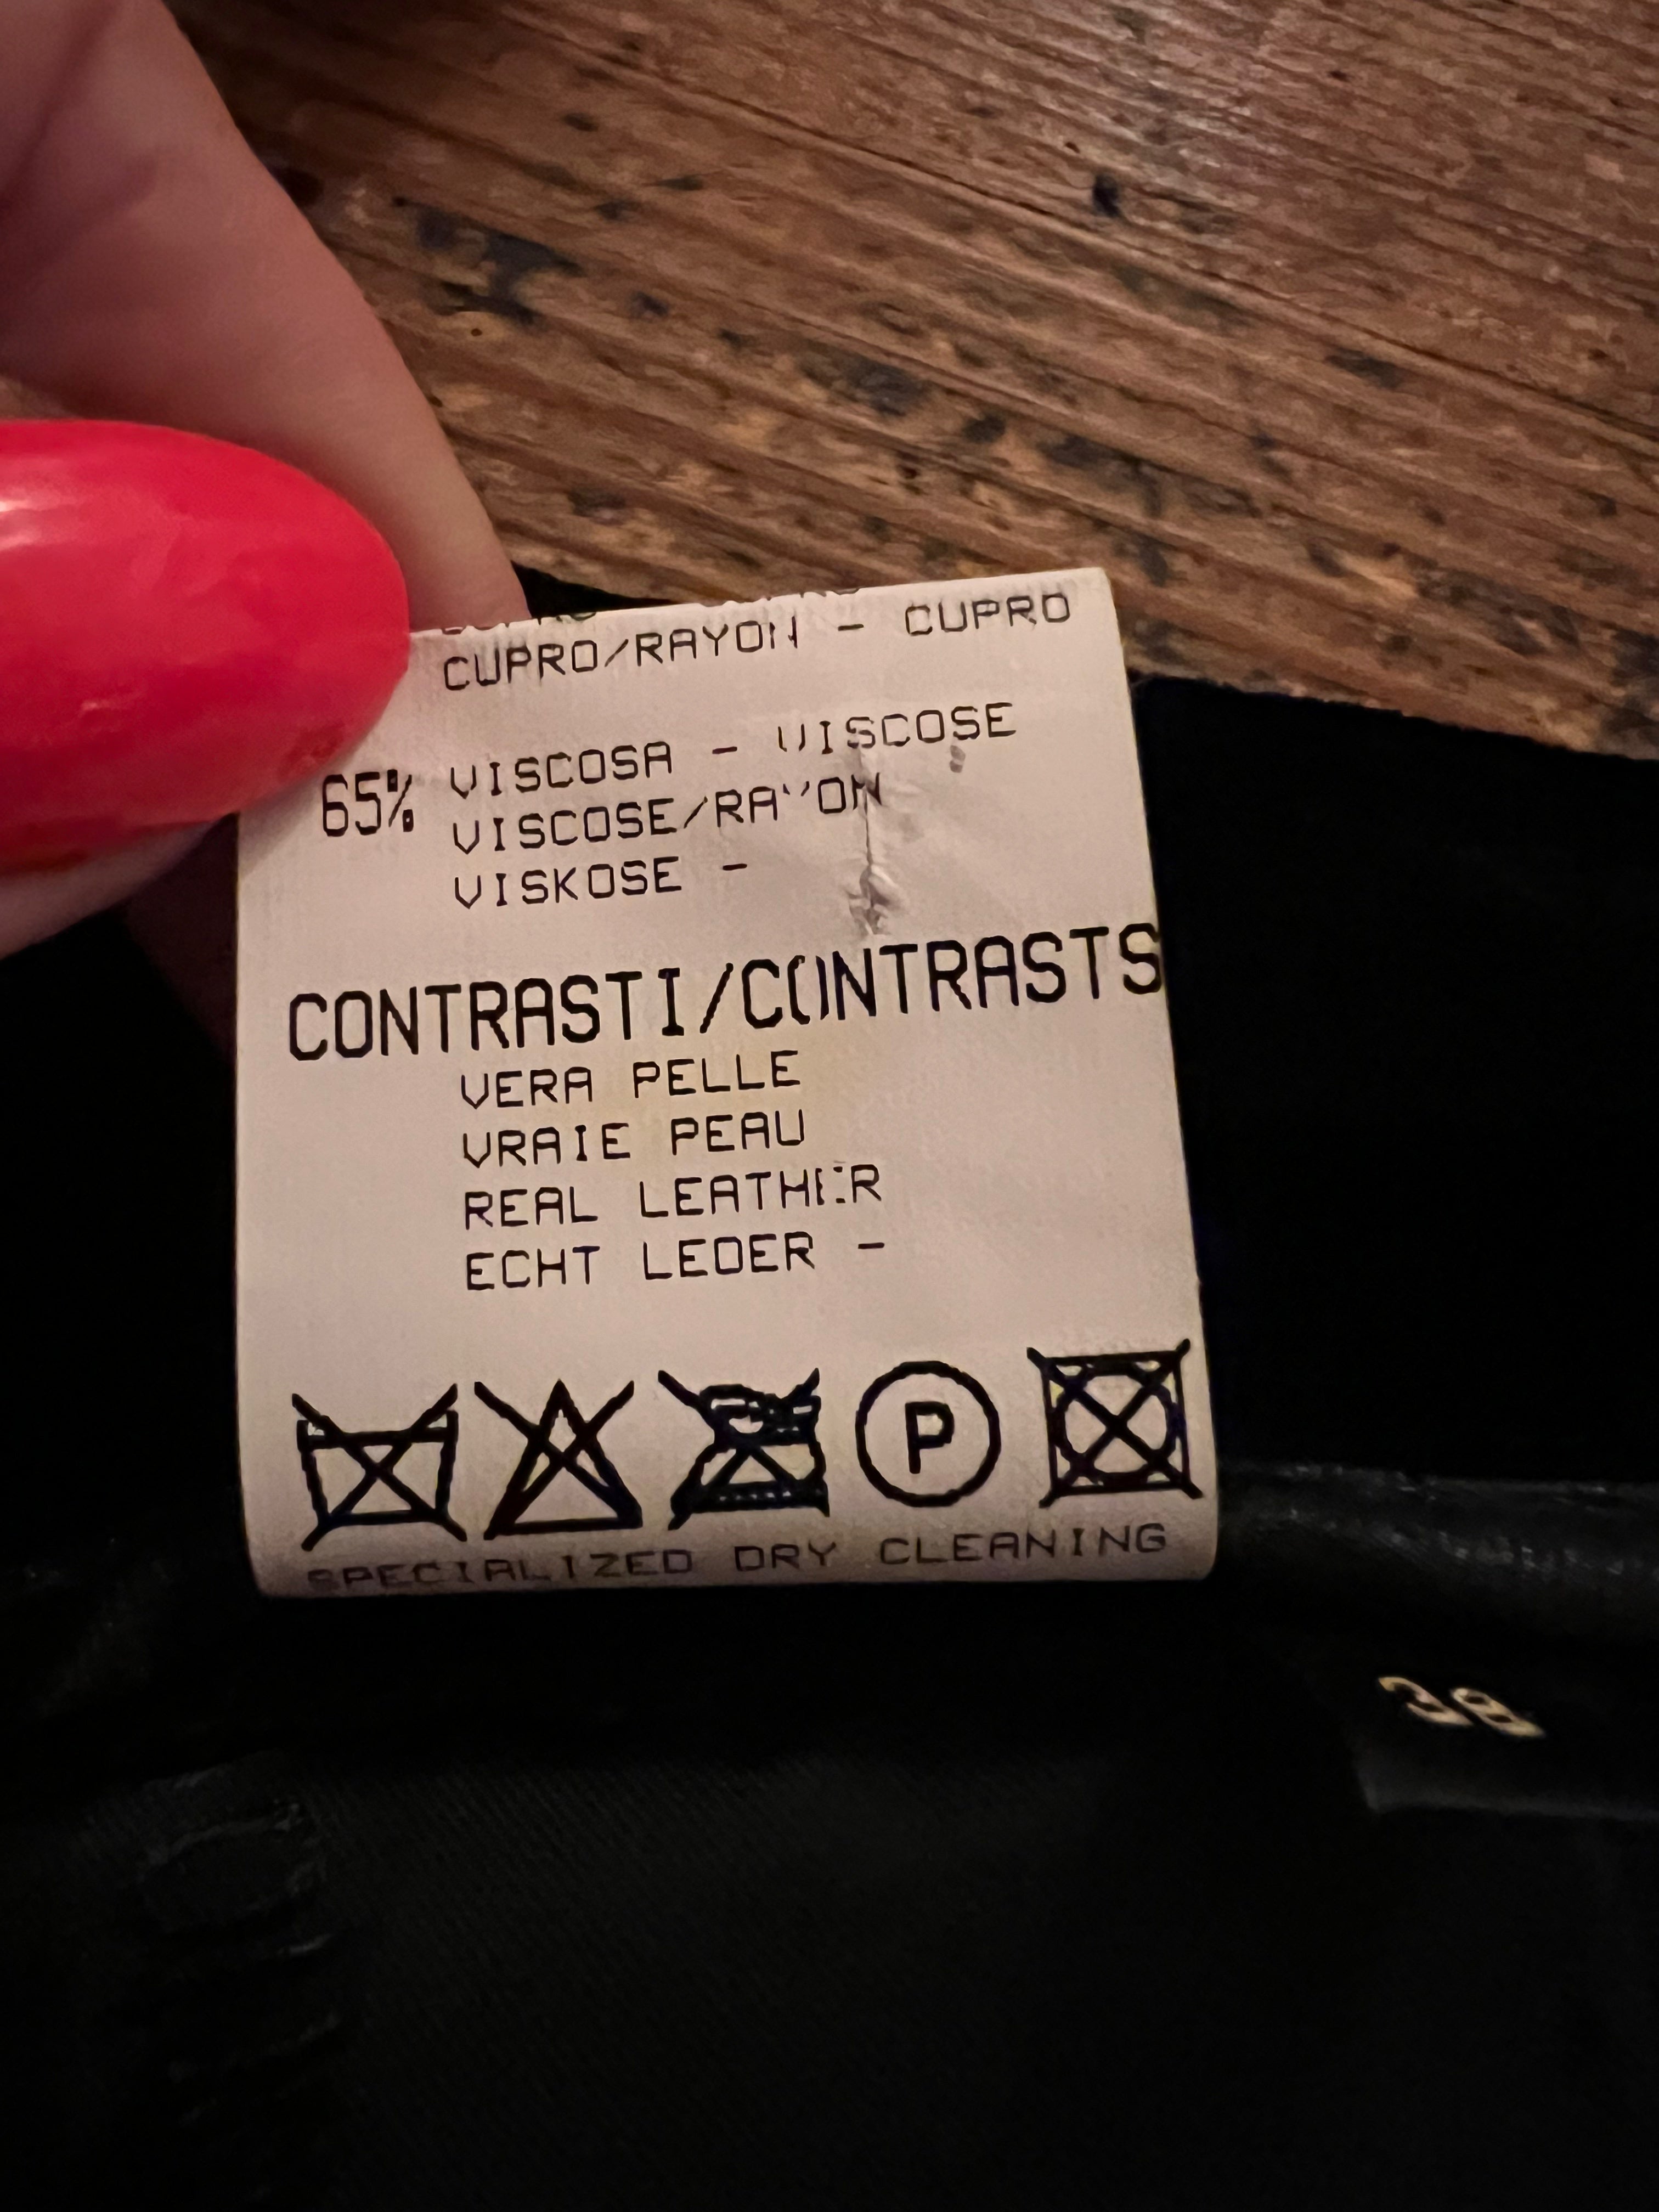 CUPRO/RAYON - CUPRO
65% VISCOSA - VISCOSE
VISCOSE/RAYON
VISKOSE -
CONTRASTI/CONTRASTS
VERA PELLE
VRAIE PEAU
REAL LEATHER
ECHT LEDER -
P
SPECIALIZED DRY CLEANING
38